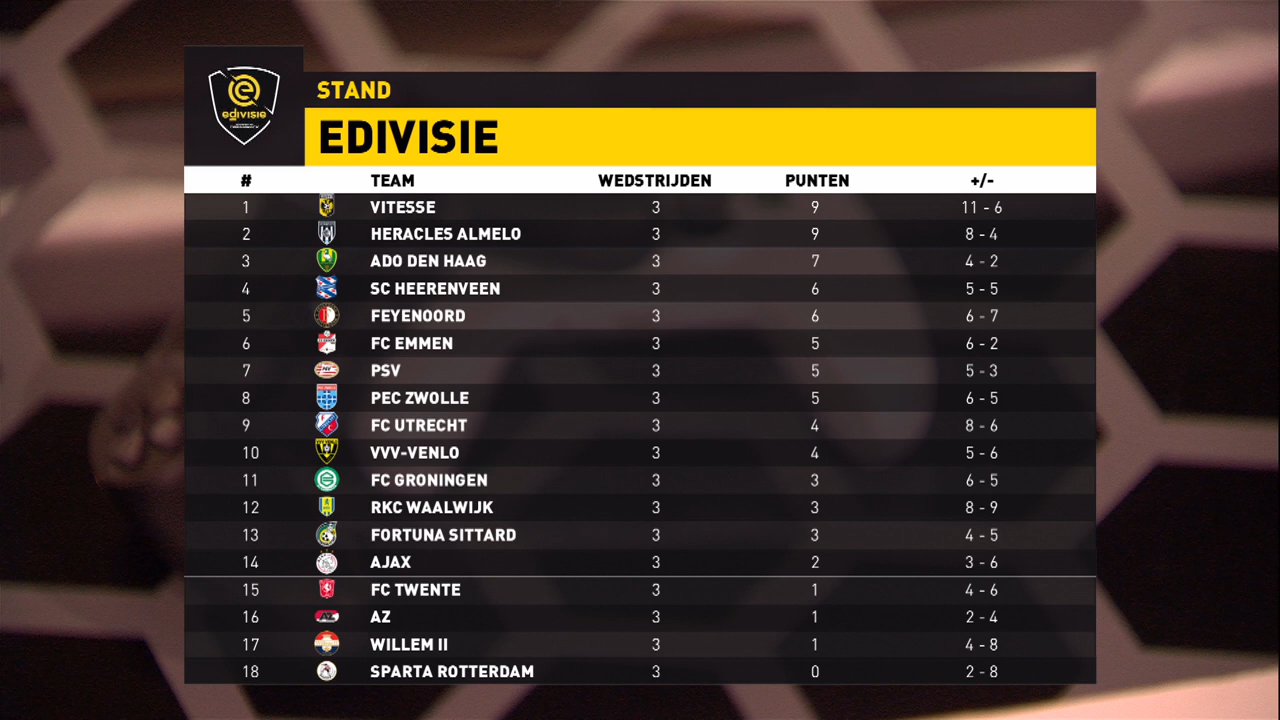 edivisie
STAND
EDIVISIE
# TEAM WEDSTRIJDEN PUNTEN +/-
1 VITESSE 3 9 11 - 6
2 HERACLES ALMELO 3 9 8 - 4
3 ADO DEN HAAG 3 7 4 - 2
4 SC HEERENVEEN 3 6 5 - 5
5 FEYENOORD 3 6 6 - 7
6 FC EMMEN 3 5 6 - 2
7 PSV 3 5 5 - 3
8 PEC ZWOLLE 3 5 6 - 5
9 FC UTRECHT 3 4 8 - 6
10 VVV-VENLO 3 4 5 - 6
11 FC GRONINGEN 3 3 6 - 5
12 RKC WAALWIJK 3 3 8 - 9
13 FORTUNA SITTARD 3 3 4 - 5
14 AJAX 3 2 3 - 6
15 FC TWENTE 3 1 4 - 6
16 AZ AZ 3 1 2 - 4
17 WILLEM II 3 1 4 - 8
18 SPARTA ROTTERDAM 3 0 2 - 8